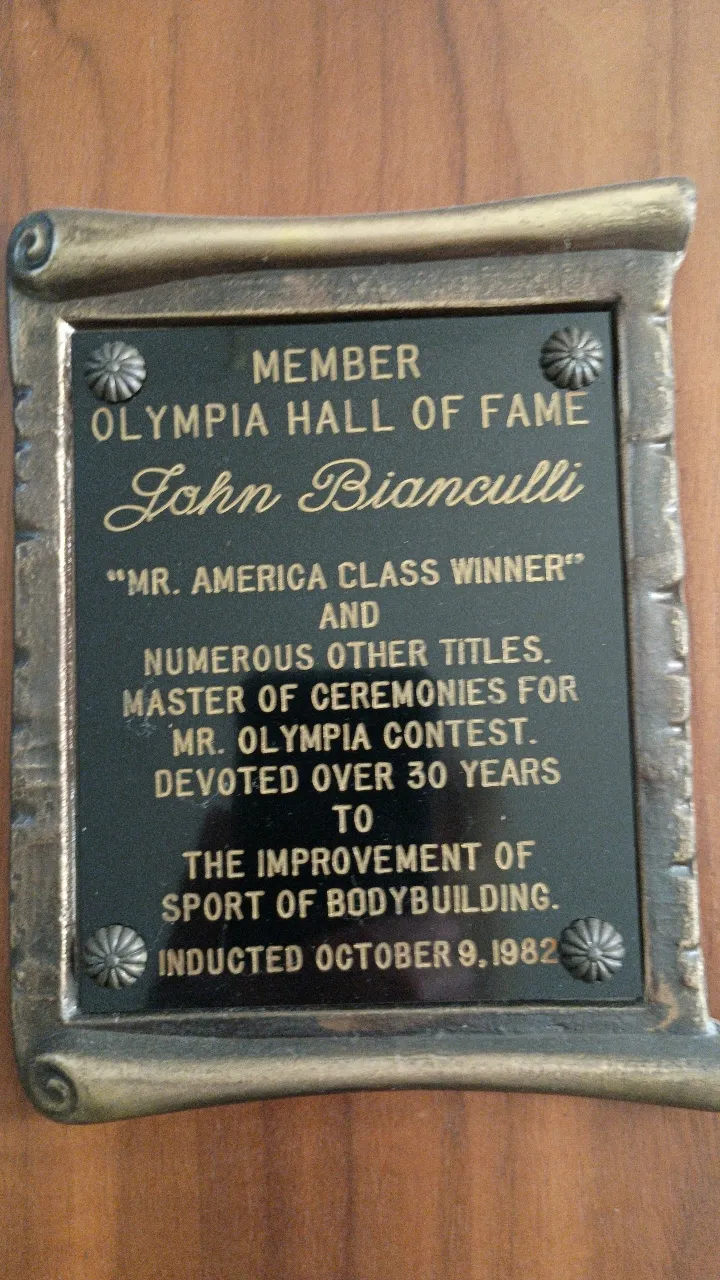 MEMBER
OLYMPIA HALL OF FAME
John Bianculli
"MR. AMERICA CLASS WINNER"
AND
NUMEROUS OTHER TITLES.
MASTER OF CEREMONIES FOR
MR. OLYMPIA CONTEST.
DEVOTED OVER 30 YEARS
TO
THE IMPROVEMENT OF
SPORT OF BODYBUILDING.
INDUCTED OCTOBER 9, 1982